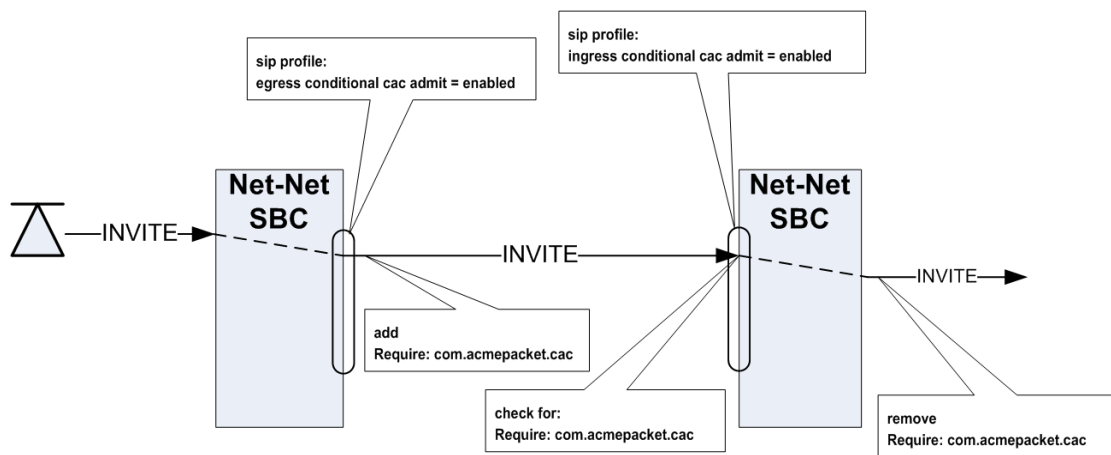 sip profile:
egress conditional cac admit = enabled
sip profile:
ingress conditional cac admit = enabled
Net-Net
SBC
Net-Net
SBC
INVITE
INVITE
INVITE
add
Require: com.acmepacket.cac
check for:
Require: com.acmepacket.cac
remove
Require: com.acmepacket.cac